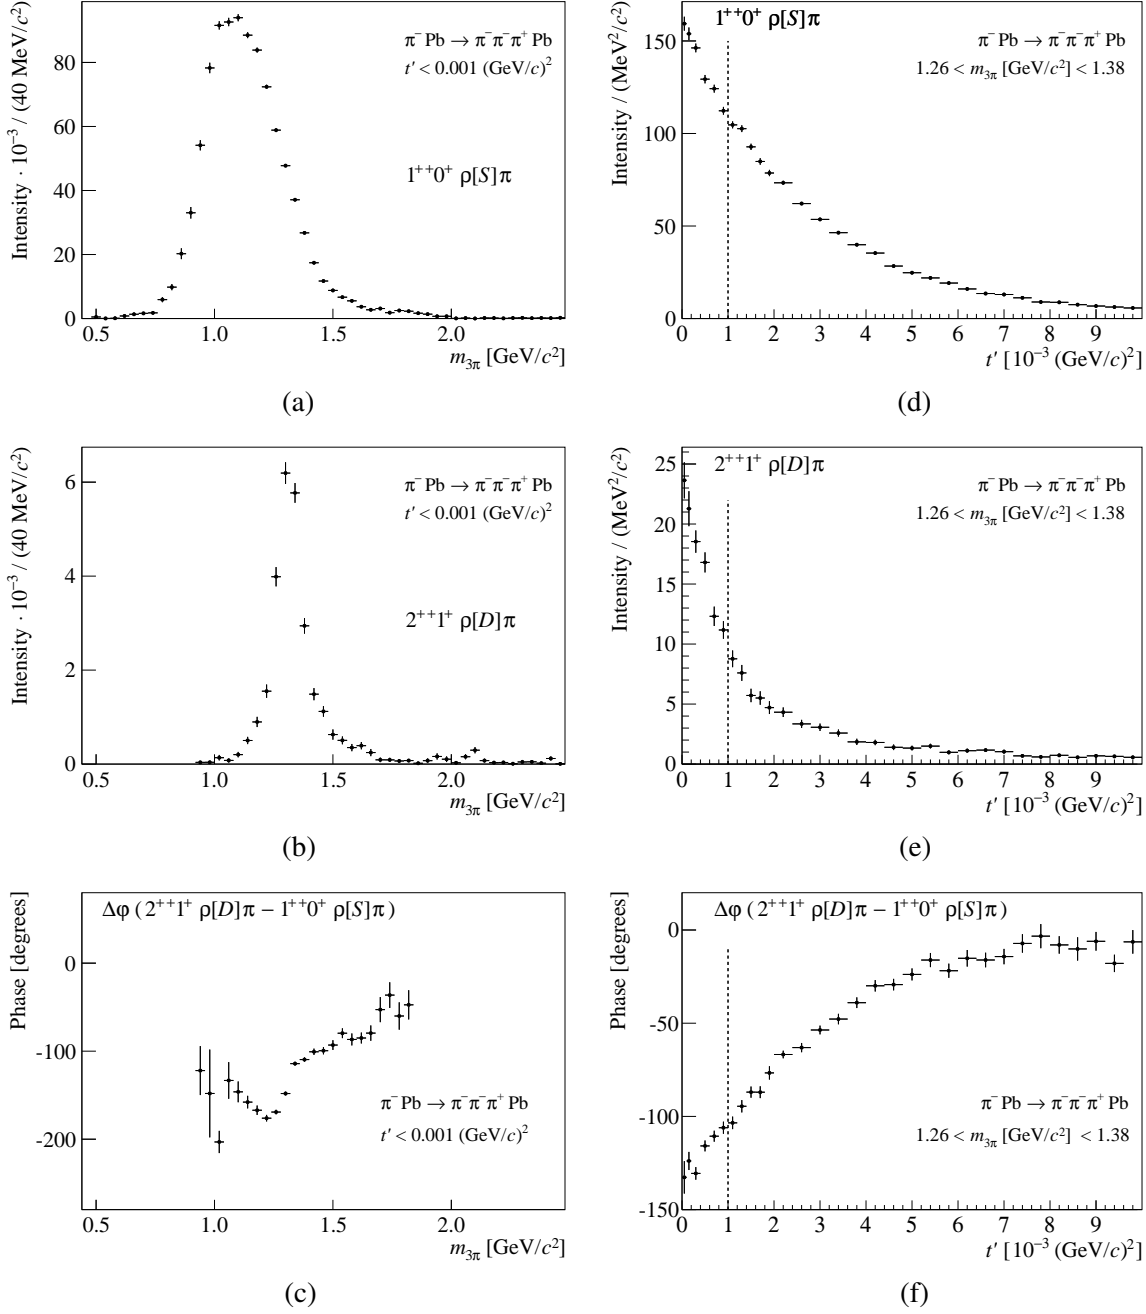 Intensity · 10⁻³ / (40 MeV/c²)
80
60
40
20
0
π⁻ Pb → π⁻π⁻π⁺ Pb
t′ < 0.001 (GeV/c)²
1⁺⁺0⁺ ρ[S]π
0.5 1.0 1.5 2.0
m₃π [GeV/c²]
(a)
Intensity / (MeV²/c²)
150
100
50
0
1⁺⁺0⁺ ρ[S]π
π⁻ Pb → π⁻π⁻π⁺ Pb
1.26 < m₃π [GeV/c²] < 1.38
0 1 2 3 4 5 6 7 8 9
t′ [10⁻³ (GeV/c)²]
(d)
Intensity · 10⁻³ / (40 MeV/c²)
6
4
2
0
π⁻ Pb → π⁻π⁻π⁺ Pb
t′ < 0.001 (GeV/c)²
2⁺⁺1⁺ ρ[D]π
0.5 1.0 1.5 2.0
m₃π [GeV/c²]
(b)
Intensity / (MeV²/c²)
25
20
15
10
5
0
2⁺⁺1⁺ ρ[D]π
π⁻ Pb → π⁻π⁻π⁺ Pb
1.26 < m₃π [GeV/c²] < 1.38
0 1 2 3 4 5 6 7 8 9
t′ [10⁻³ (GeV/c)²]
(e)
Phase [degrees]
0
-100
-200
Δφ (2⁺⁺1⁺ ρ[D]π – 1⁺⁺0⁺ ρ[S]π)
π⁻ Pb → π⁻π⁻π⁺ Pb
t′ < 0.001 (GeV/c)²
0.5 1.0 1.5 2.0
m₃π [GeV/c²]
(c)
Phase [degrees]
0
-50
-100
-150
Δφ (2⁺⁺1⁺ ρ[D]π – 1⁺⁺0⁺ ρ[S]π)
π⁻ Pb → π⁻π⁻π⁺ Pb
1.26 < m₃π [GeV/c²] < 1.38
0 1 2 3 4 5 6 7 8 9
t′ [10⁻³ (GeV/c)²]
(f)